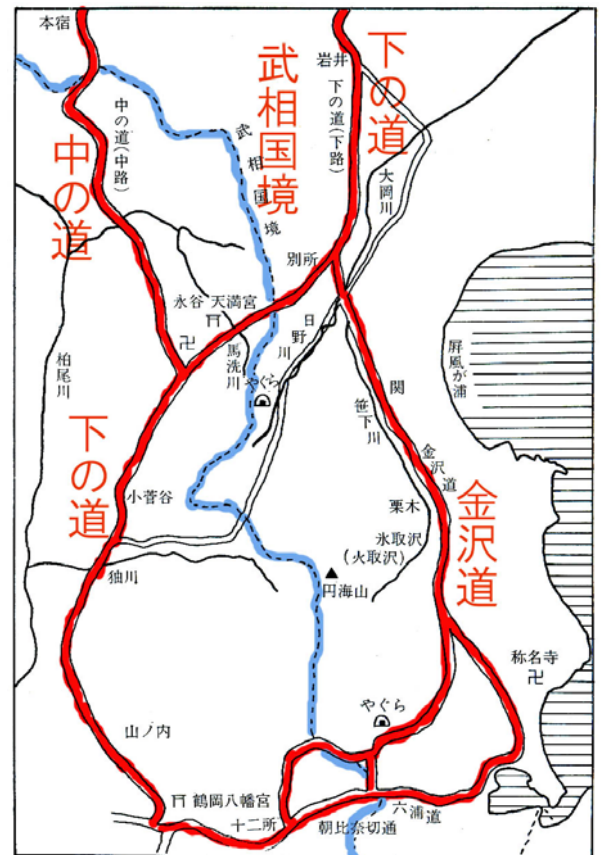 本宿
岩井
下の道
武相国境
下の道(下路)
中の道(中路)
中の道
武相国境
大岡川
別所
永谷天満宮
日野川
卍
馬洗川
やぐら
屏風が浦
柏尾川
関
笹下川
下の道
金沢道
小菅谷
栗木
金沢道
氷取沢
(火取沢)
円海山
称名寺
卍
やぐら
山ノ内
鶴岡八幡宮
十二所
朝比奈切通
六浦道